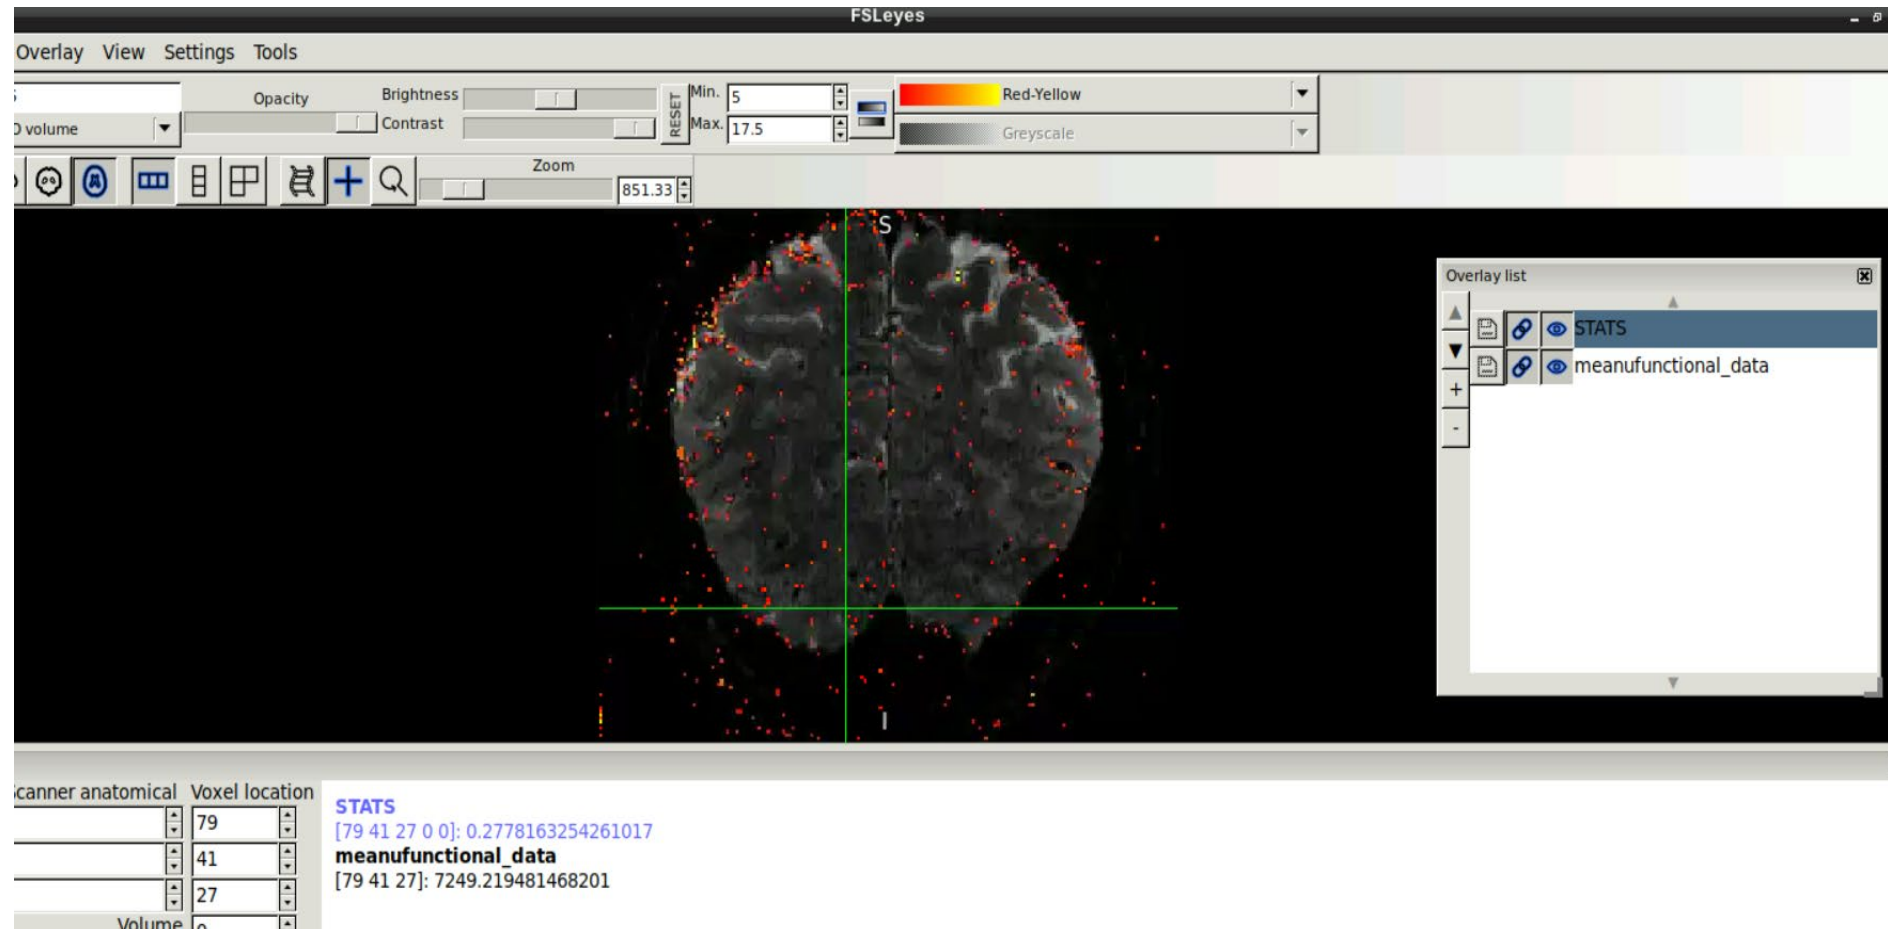 FSLeyes
Overlay View Settings Tools
Opacity
Brightness
Contrast
RESET
Min. 5
Max. 17.5
Red-Yellow
Greyscale
volume
Zoom
851.33
S
Overlay list
STATS
meanufunctional_data
+
-
I
anatomical Voxel location
79
41
27
Volume
STATS
[79 41 27 0 0]: 0.2778163254261017
meanufunctional_data
[79 41 27]: 7249.219481468201